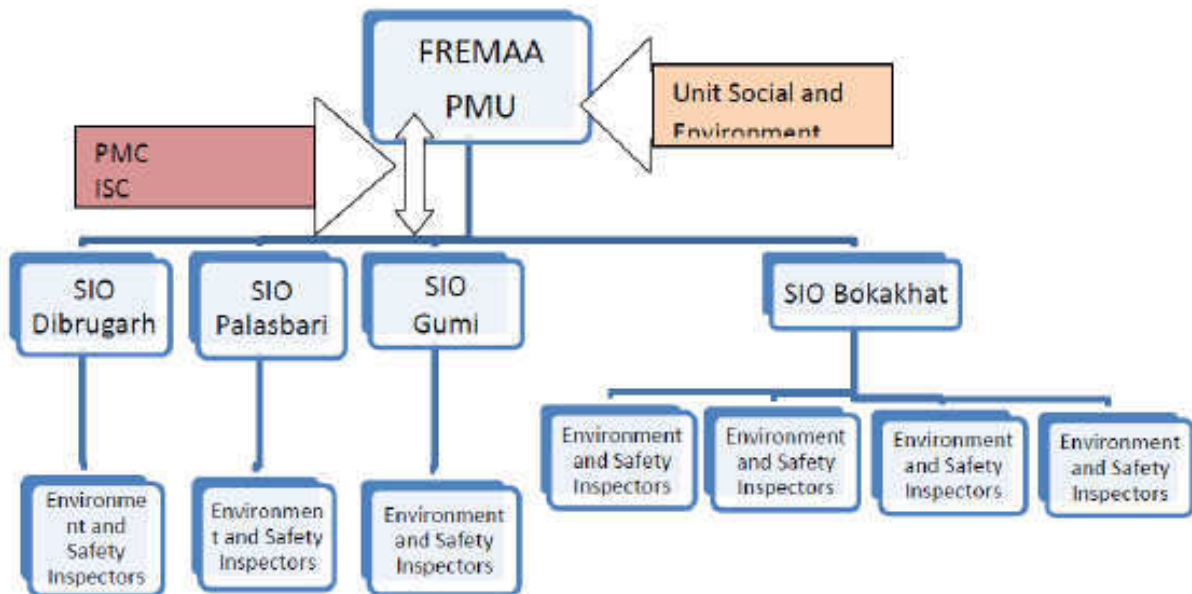 FREMAA
PMU
Unit Social and
Environment
PMC
ISC
SIO
Dibrugarh
SIO
Palasbari
SIO
Gumi
SIO Bokakhat
Environme
nt and
Safety
Inspectors
Environmen
t and Safety
Inspectors
Environment
and Safety
Inspectors
Environment
and Safety
Inspectors
Environment
and Safety
Inspectors
Environment
and Safety
Inspectors
Environment
and Safety
Inspectors